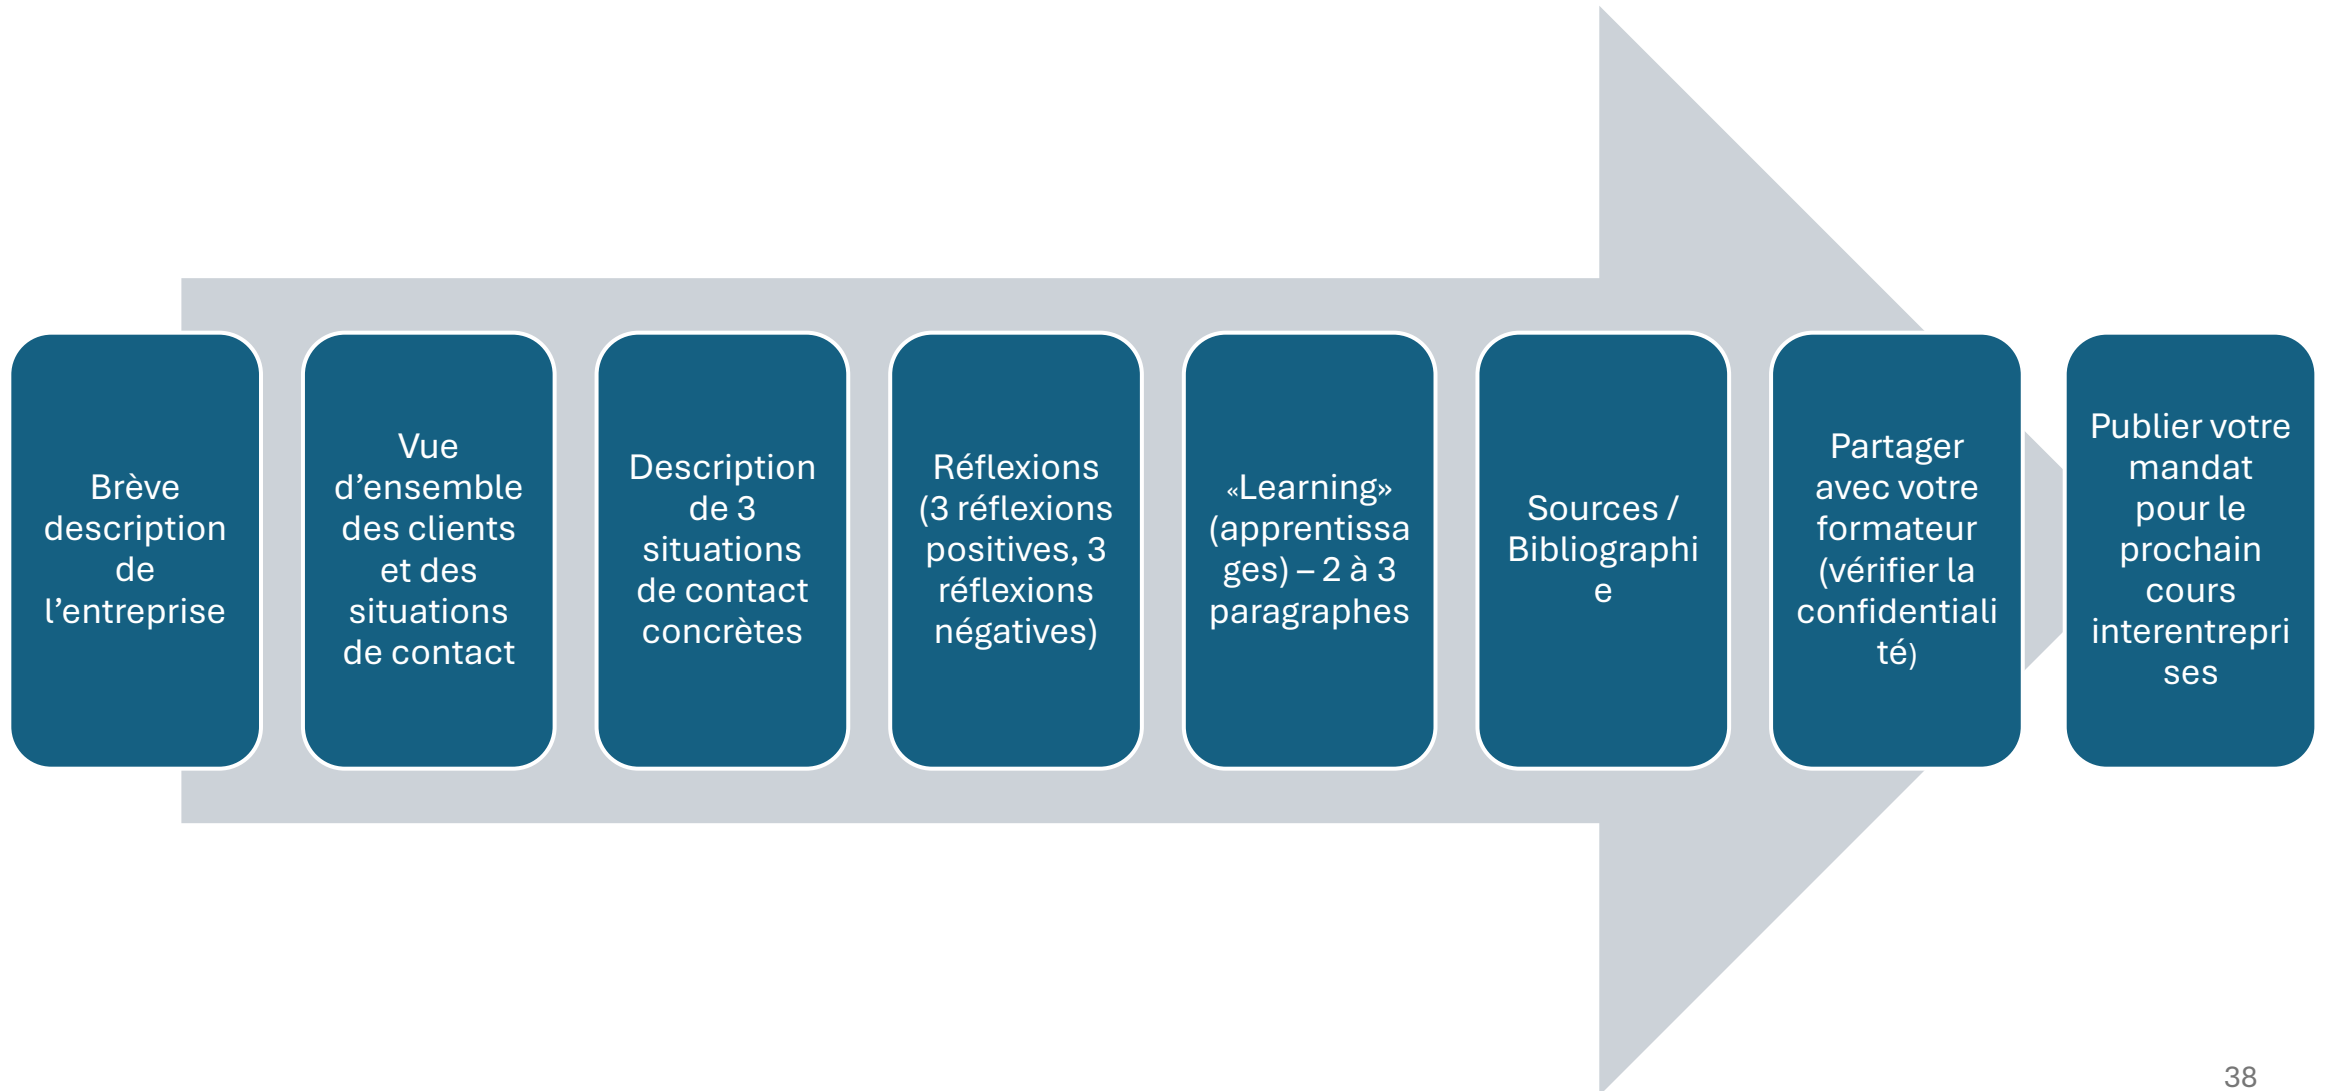 Brève
description
de
l’entreprise
Vue
d’ensemble
des clients
et des
situations
de contact
Description
de 3
situations
de contact
concrètes
Réflexions
(3 réflexions
positives, 3
réflexions
négatives)
«Learning»
(apprentissa
ges) – 2 à 3
paragraphes
Sources /
Bibliographi
e
Partager
avec votre
formateur
(vérifier la
confidentiali
té)
Publier votre
mandat
pour le
prochain
cours
interentrepri
ses
38